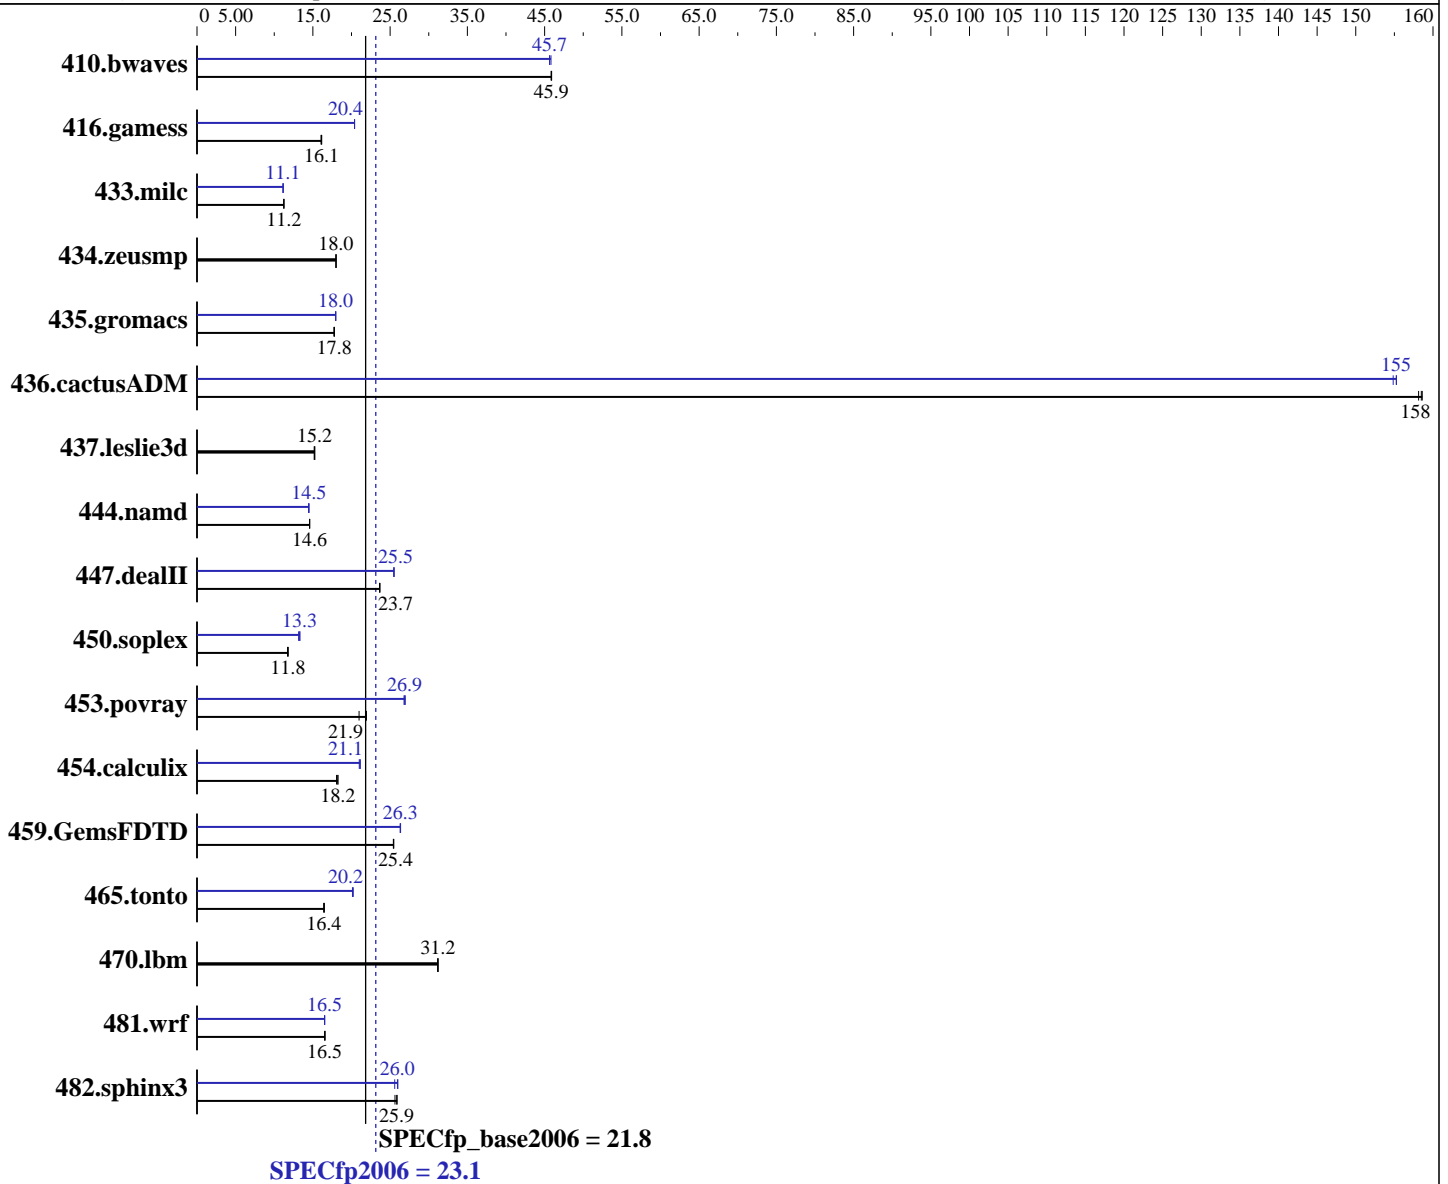 0 5.00 15.0 25.0 35.0 45.0 55.0 65.0 75.0 85.0 95.0 100 105 110 115 120 125 130 135 140 145 150 160
45.7
410.bwaves
45.9
20.4
416.gamess
16.1
11.1
433.milc
11.2
18.0
434.zeusmp
18.0
435.gromacs
17.8
155
436.cactusADM
158
15.2
437.leslie3d
14.5
444.namd
14.6
25.5
447.dealII
23.7
13.3
450.soplex
11.8
26.9
453.povray
21.9
21.1
454.calculix
18.2
26.3
459.GemsFDTD
25.4
20.2
465.tonto
16.4
31.2
470.lbm
16.5
481.wrf
16.5
26.0
482.sphinx3
25.9
SPECfp_base2006 = 21.8
SPECfp2006 = 23.1